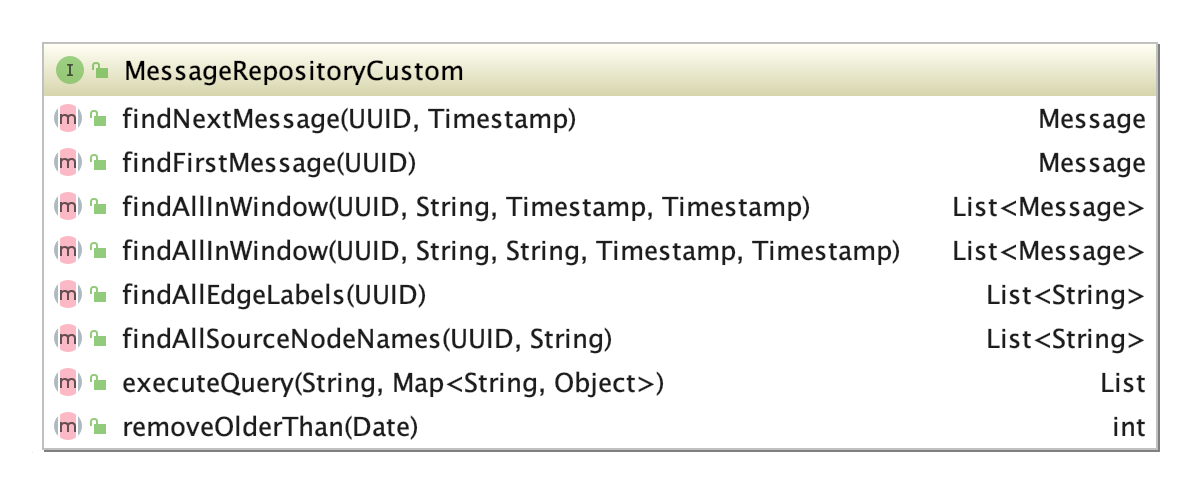 I MessageRepositoryCustom
m findNextMessage(UUID, Timestamp) Message
m findFirstMessage(UUID) Message
m findAllInWindow(UUID, String, Timestamp, Timestamp) List<Message>
m findAllInWindow(UUID, String, String, Timestamp, Timestamp) List<Message>
m findAllEdgeLabels(UUID) List<String>
m findAllSourceNodeNames(UUID, String) List<String>
m executeQuery(String, Map<String, Object>) List
m removeOlderThan(Date) int